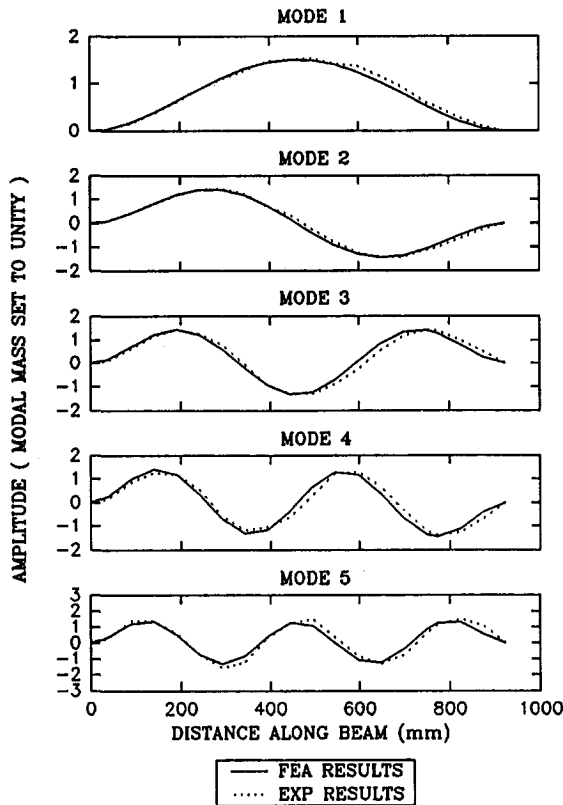 MODE 1
2
1
0
MODE 2
2
1
0
-1
-2
MODE 3
2
1
0
-1
-2
MODE 4
2
1
0
-1
-2
MODE 5
3
2
1
0
-1
-2
-3
0 200 400 600 800 1000
DISTANCE ALONG BEAM (mm)
AMPLITUDE ( MODAL MASS SET TO UNITY )
FEA RESULTS
EXP RESULTS